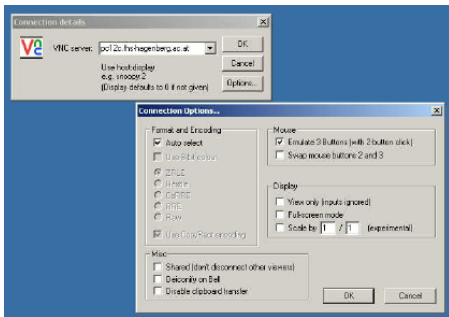 Connection details
VNC server: pc12c.fhs-hagenberg.ac.at
OK
Use host:display
e.g. snoopy:2
(Display defaults to 0 if not given)
Cancel
Options...
Connection Options...
Format and Encoding
Auto select
Use 8-bit colour
ZRLE
Hextile
CoRRE
RRE
Raw
Use CopyRect encoding
Mouse
Emulate 3 Buttons (with 2-button click)
Swap mouse buttons 2 and 3
Display
View only (inputs ignored)
Full-screen mode
Scale by 1 / 1 (experimental)
Misc
Shared (don't disconnect other viewers)
Deiconify on Bell
Disable clipboard transfer
OK
Cancel